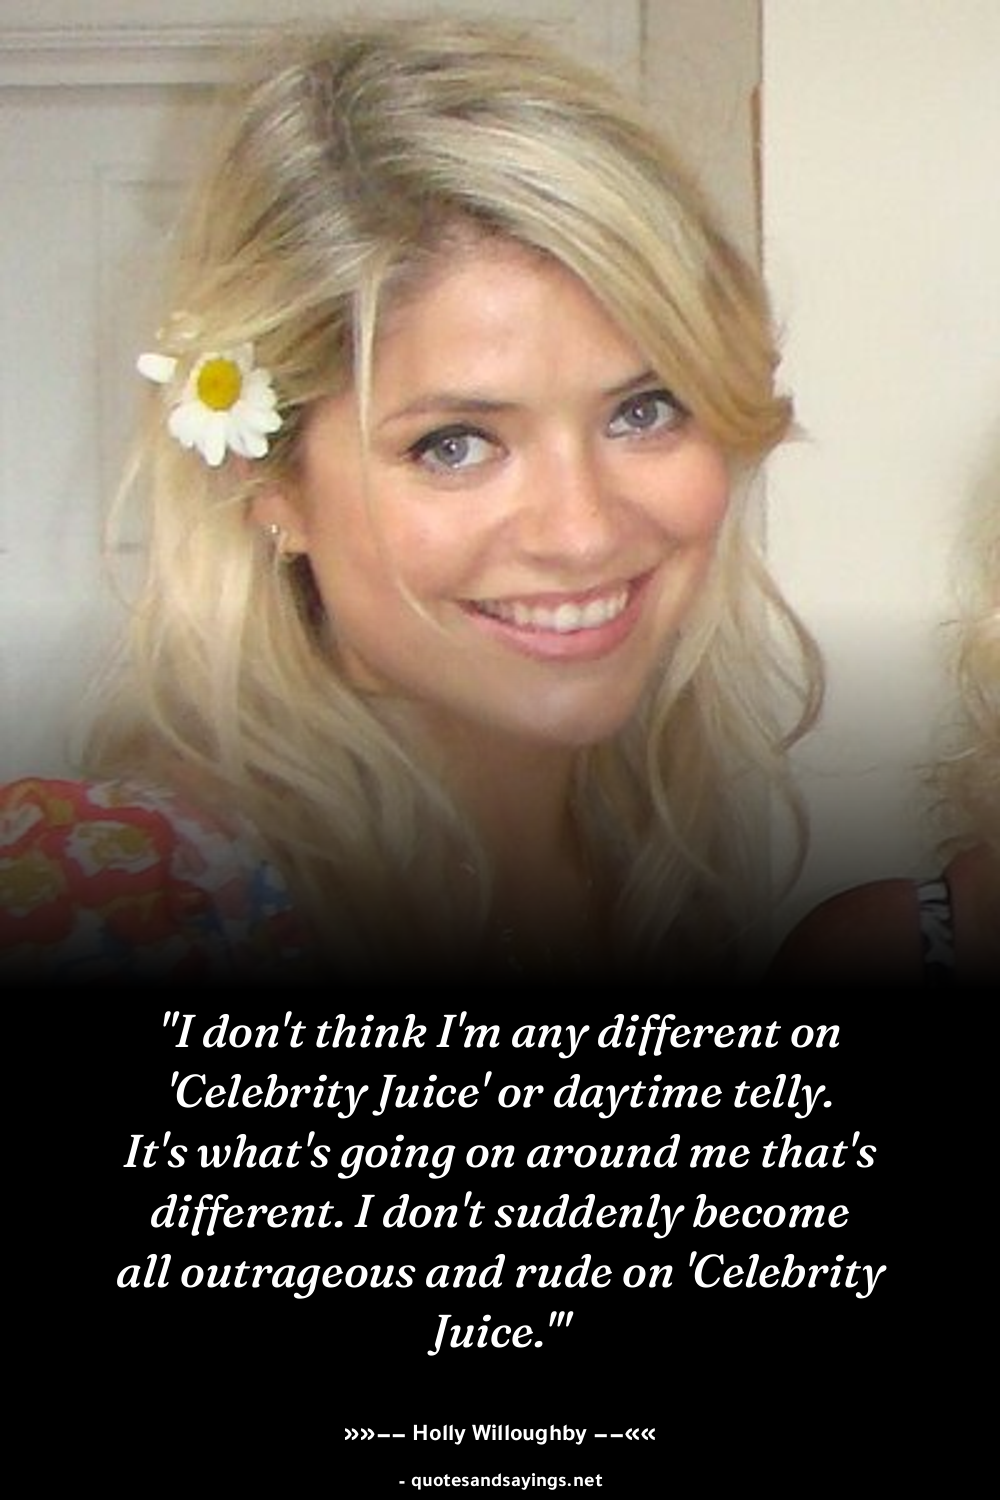 "I don't think I'm any different on
'Celebrity Juice' or daytime telly.
It's what's going on around me that's
different. I don't suddenly become
all outrageous and rude on 'Celebrity
Juice.'"
»»−− Holly Willoughby −−««
- quotesandsayings.net